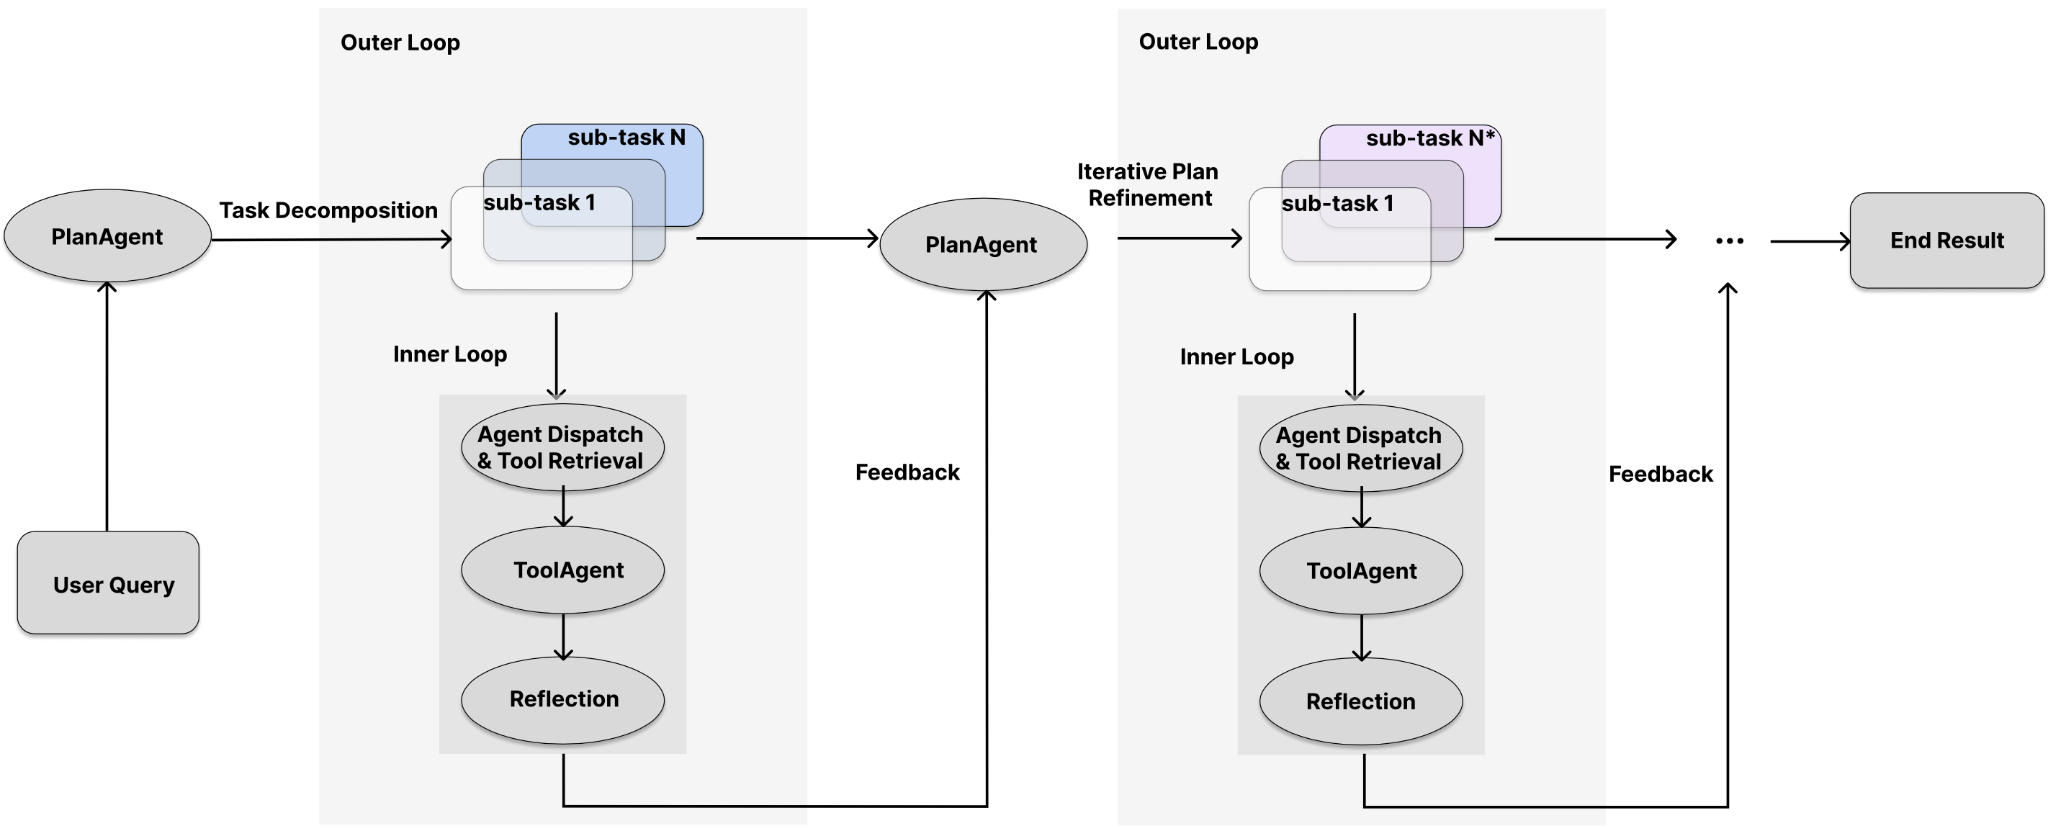 Outer Loop
Outer Loop
sub-task N
sub-task N*
Iterative Plan
Refinement
sub-task 1
sub-task 1
Task Decomposition
PlanAgent
PlanAgent
...
End Result
Inner Loop
Inner Loop
Agent Dispatch
& Tool Retrieval
Agent Dispatch
& Tool Retrieval
Feedback
Feedback
ToolAgent
ToolAgent
User Query
Reflection
Reflection